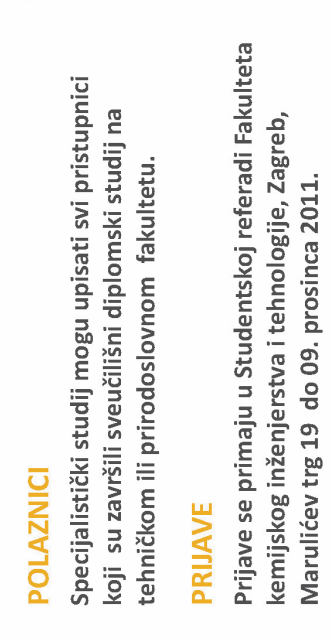 POLAZNICI
Specijalistički studij mogu upisati svi pristupnici
koji su završili sveučilišni diplomski studij na
tehničkom ili prirodoslovnom fakultetu.
PRIJAVE
Prijave se primaju u Studentskoj referadi Fakulteta
kemijskog inženjerstva i tehnologije, Zagreb,
Marulićev trg 19 do 09. prosinca 2011.